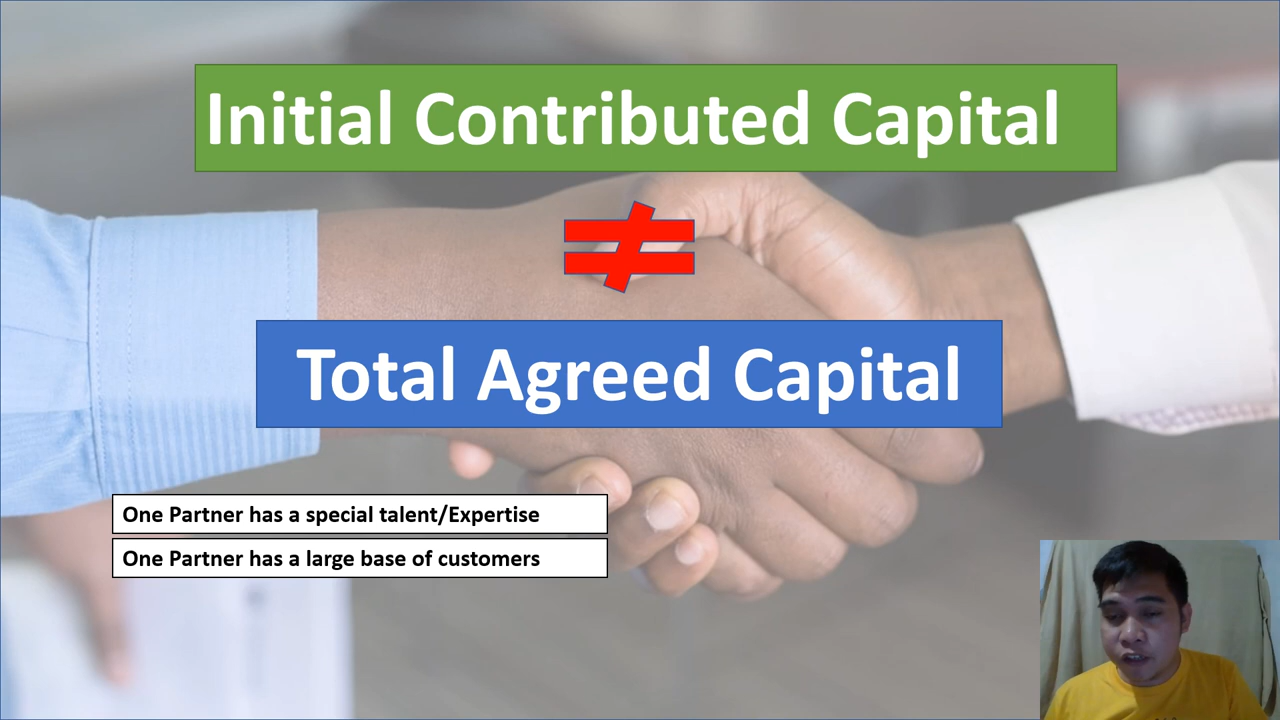 Initial Contributed Capital
≠
Total Agreed Capital
One Partner has a special talent/Expertise
One Partner has a large base of customers